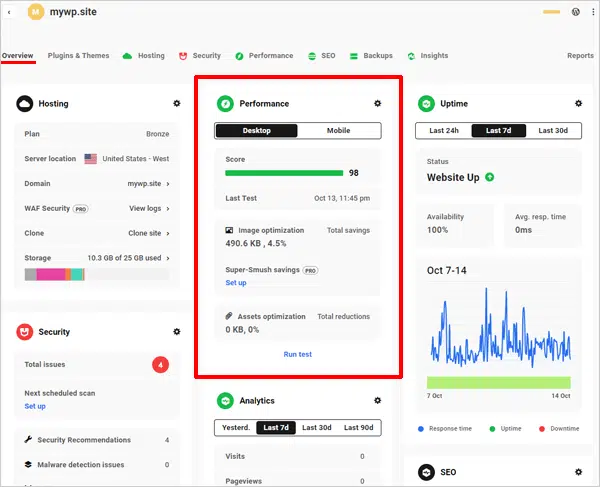 M mywp.site
Overview Plugins & Themes Hosting Security Performance SEO Backups Insights Reports
Hosting
Plan Bronze
Server location United States - West
Domain mywp.site
WAF Security PRO View logs
Clone Clone site
Storage 10.3 GB of 25 GB used
Security
Total issues 4
Next scheduled scan
Set up
Security Recommendations 4
Malware detection issues 0
Performance
Desktop Mobile
Score
98
Last Test Oct 13, 11:45 pm
Image optimization Total savings
490.6 KB , 4.5%
Super-Smush savings PRO
Set up
Assets optimization Total reductions
0 KB, 0%
Run test
Analytics
Yesterd. Last 7d Last 30d Last 90d
Visits 0
Pageviews 0
Uptime
Last 24h Last 7d Last 30d
Status
Website Up
Availability Avg. resp. time
100% 0ms
Oct 7-14
7 Oct 14 Oct
Response time Uptime Downtime
SEO